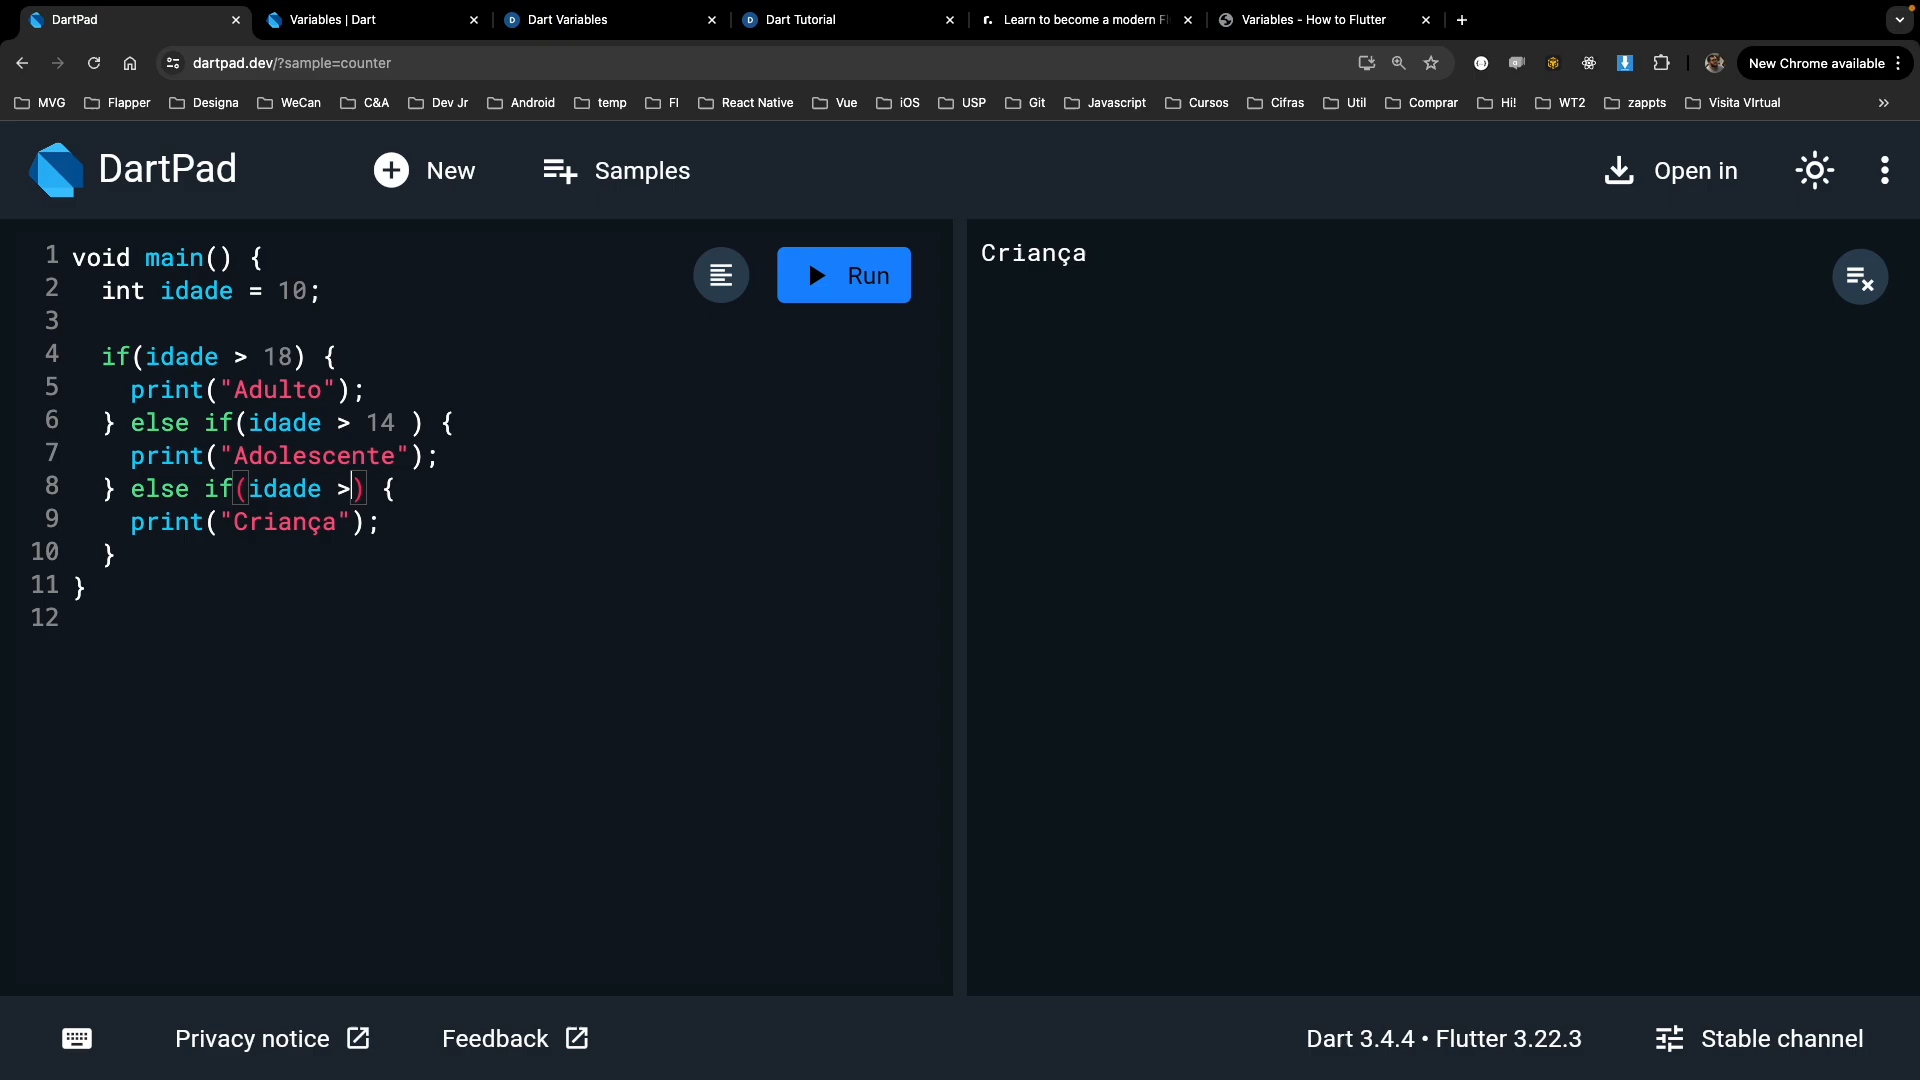 DartPad
Variables | Dart
Dart Variables
Dart Tutorial
Learn to become a modern Fl
Variables - How to Flutter
dartpad.dev/?sample=counter
New Chrome available
MVG
Flapper
Designa
WeCan
C&A
Dev Jr
Android
temp
FI
React Native
Vue
iOS
USP
Git
Javascript
Cursos
Cifras
Util
Comprar
Hi!
WT2
zappts
Visita VIrtual
DartPad
New
Samples
Open in
1 void main() {
2 int idade = 10;
3
4 if(idade > 18) {
5 print("Adulto");
6 } else if(idade > 14 ) {
7 print("Adolescente");
8 } else if(idade >) {
9 print("Criança");
10 }
11 }
12
Run
Criança
Privacy notice
Feedback
Dart 3.4.4 • Flutter 3.22.3
Stable channel